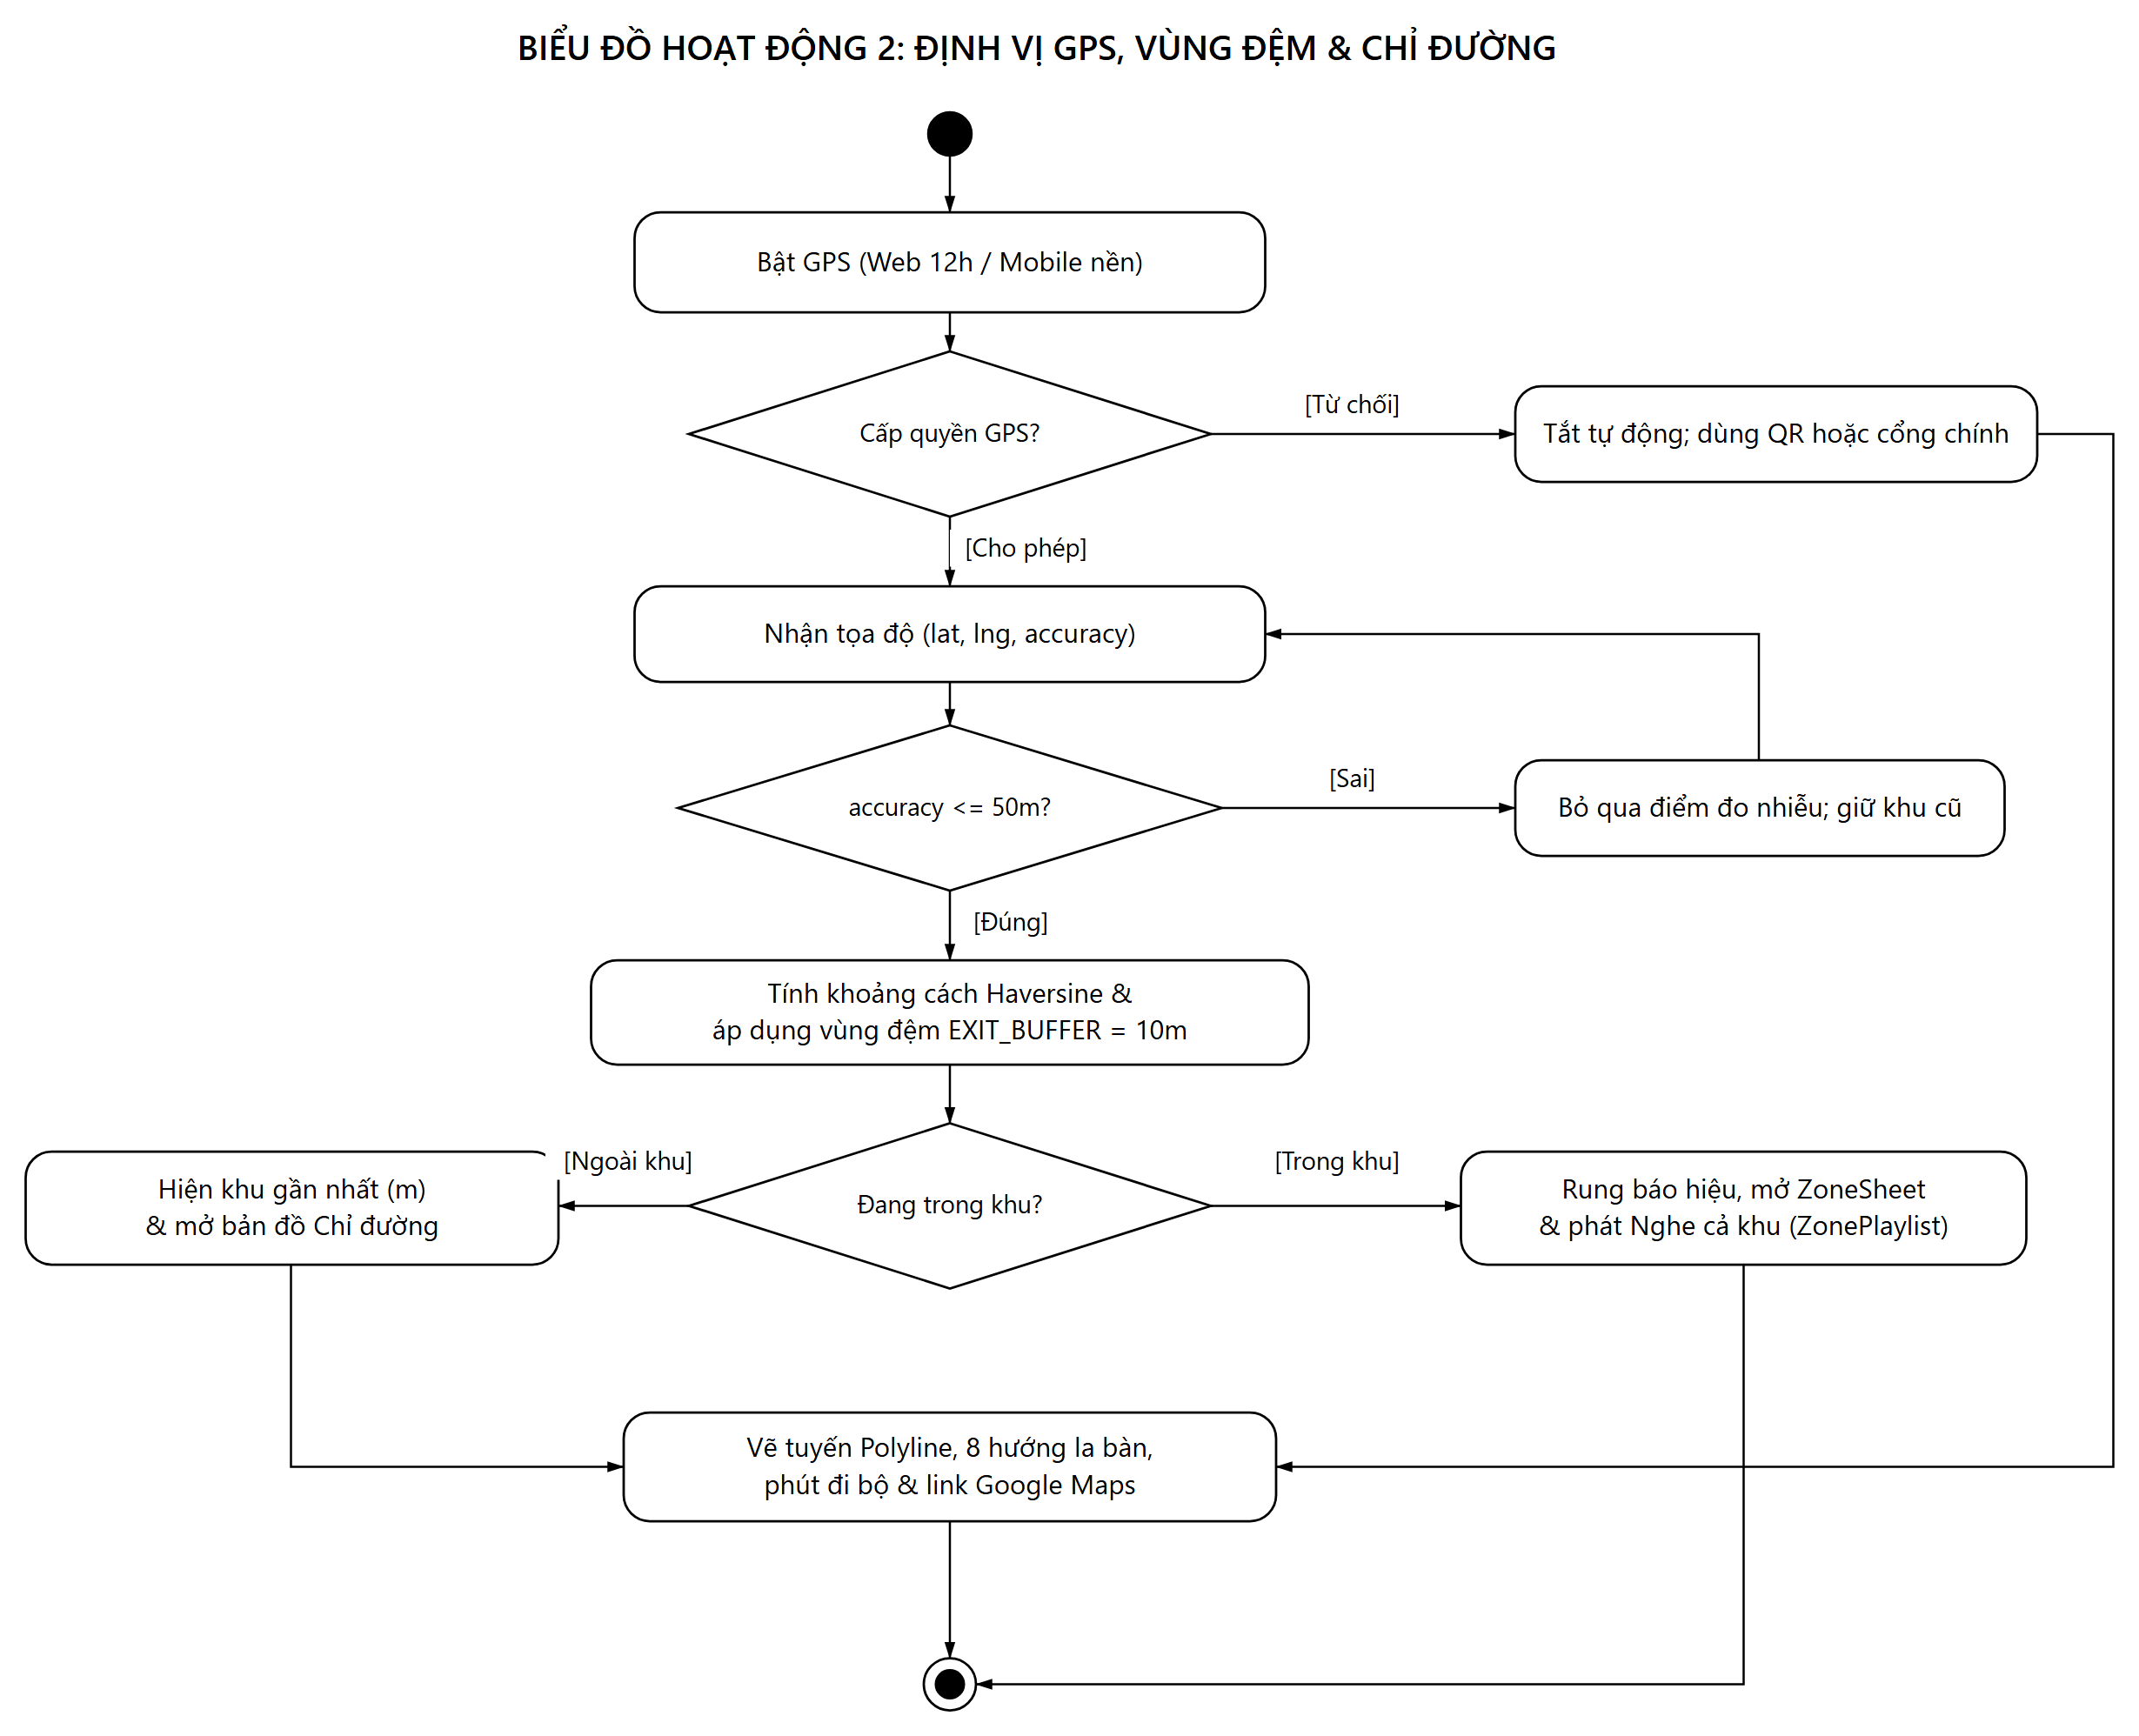 BIỂU ĐỒ HOẠT ĐỘNG 2: ĐỊNH VỊ GPS, VÙNG ĐỆM & CHỈ ĐƯỜNG
Bật GPS (Web 12h / Mobile nền)
Cấp quyền GPS?
[Từ chối]
Tắt tự động; dùng QR hoặc cổng chính
[Cho phép]
Nhận tọa độ (lat, lng, accuracy)
accuracy <= 50m?
[Sai]
Bỏ qua điểm đo nhiễu; giữ khu cũ
[Đúng]
Tính khoảng cách Haversine &
áp dụng vùng đệm EXIT_BUFFER = 10m
[Ngoài khu]
Hiện khu gần nhất (m)
& mở bản đồ Chỉ đường
Đang trong khu?
[Trong khu]
Rung báo hiệu, mở ZoneSheet
& phát Nghe cả khu (ZonePlaylist)
Vẽ tuyến Polyline, 8 hướng la bàn,
phút đi bộ & link Google Maps